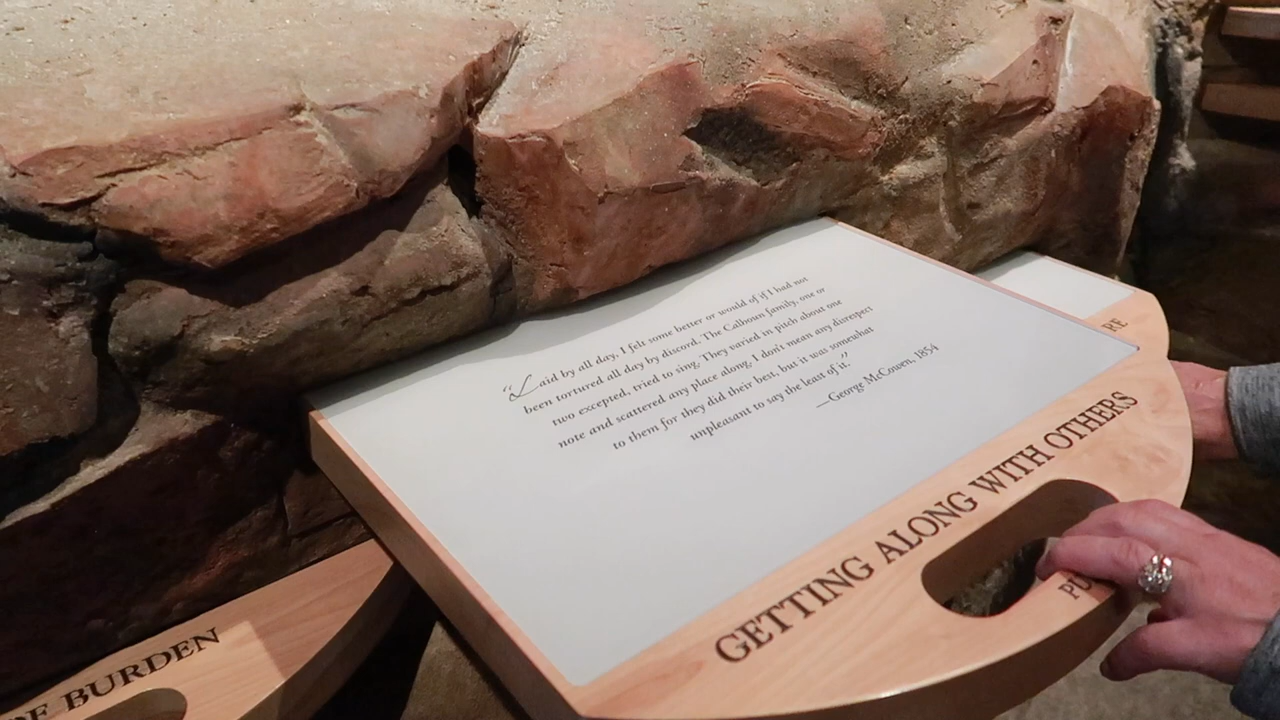 “Laid by all day, I felt some better or would of if I had not
been tortured all day by discord. The Calhoun family, one or
two excepted, tried to sing. They varied in pitch about one
note and scattered any place along. I don't mean any disrespect
to them for they did their best, but it was somewhat
unpleasant to say the least of it.”
—George McCowen, 1854
RE
GETTING ALONG WITH OTHERS
PU
OF BURDEN